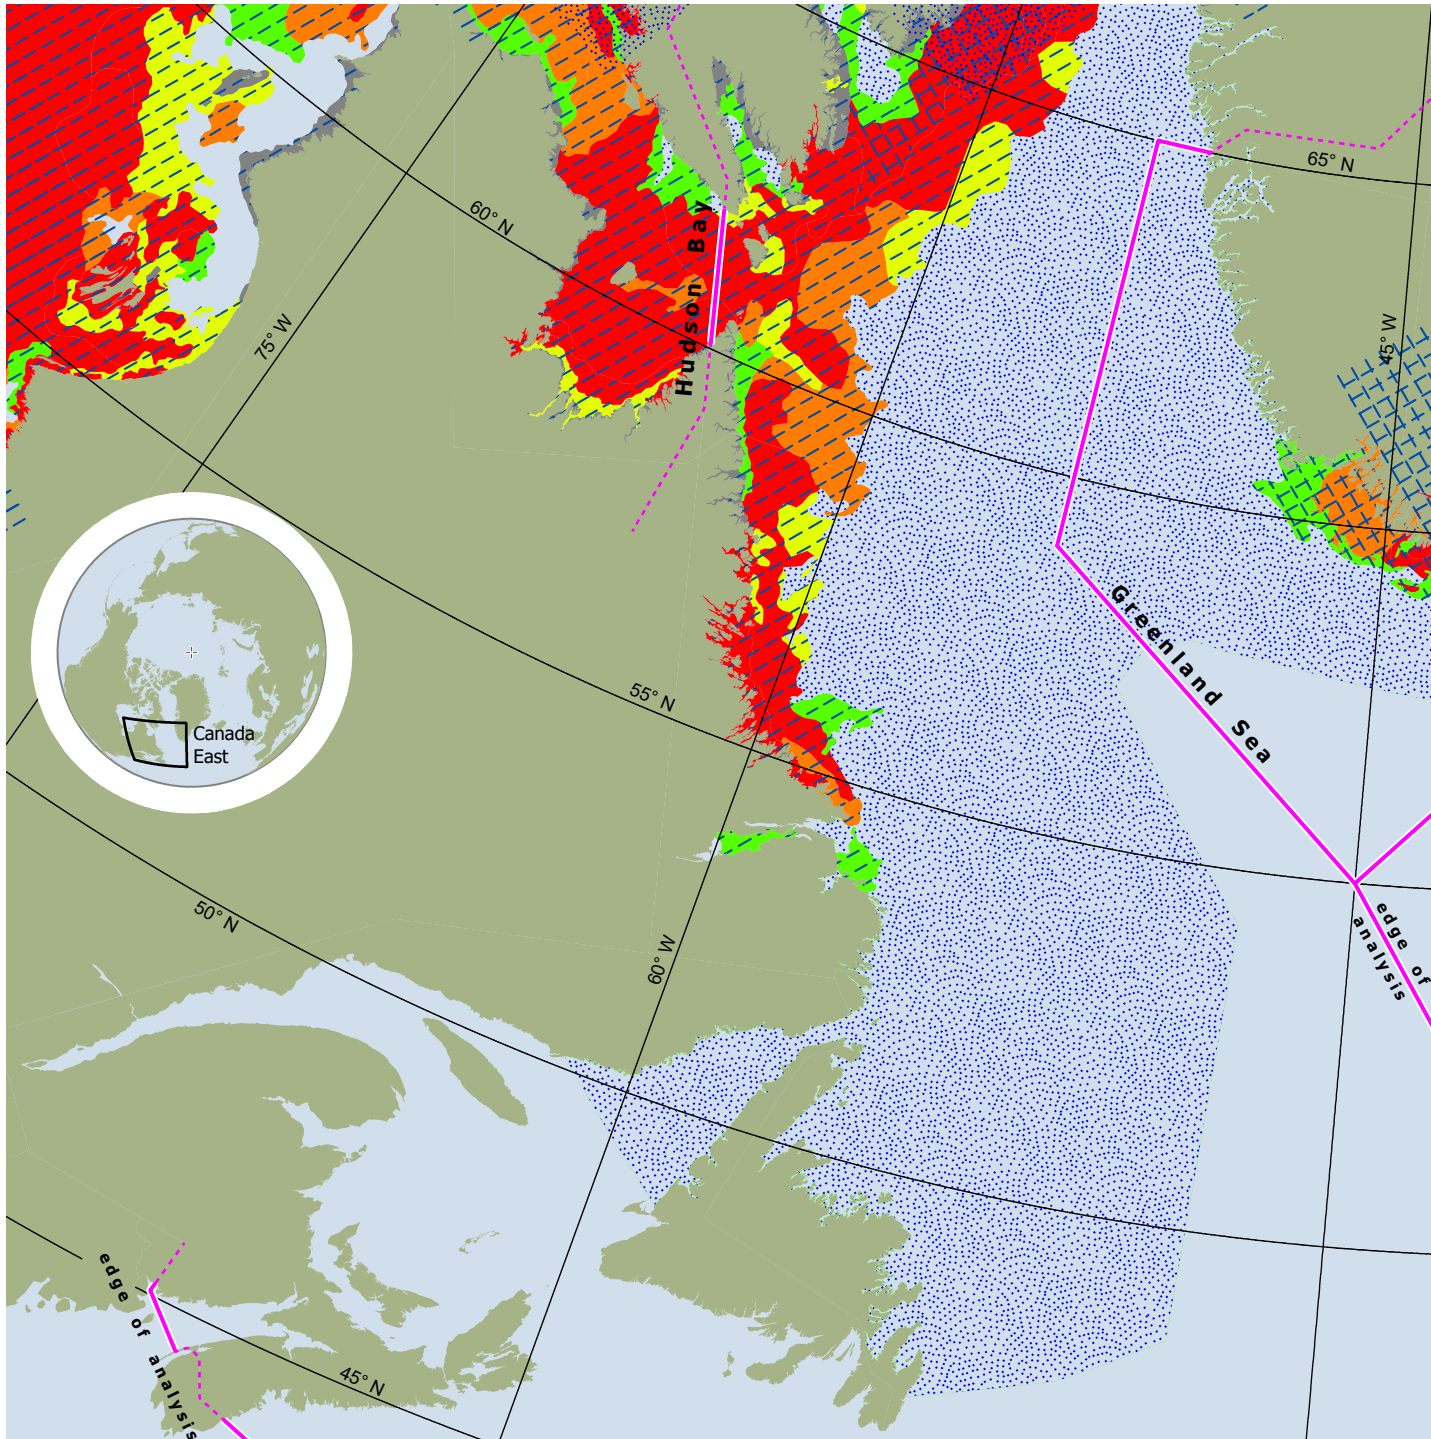 65° N
60° N
Hudson Bay
75° W
45° W
Greenland Sea
55° N
Canada
East
50° N
60° W
edge of
analysis
edge of analysis
45° N